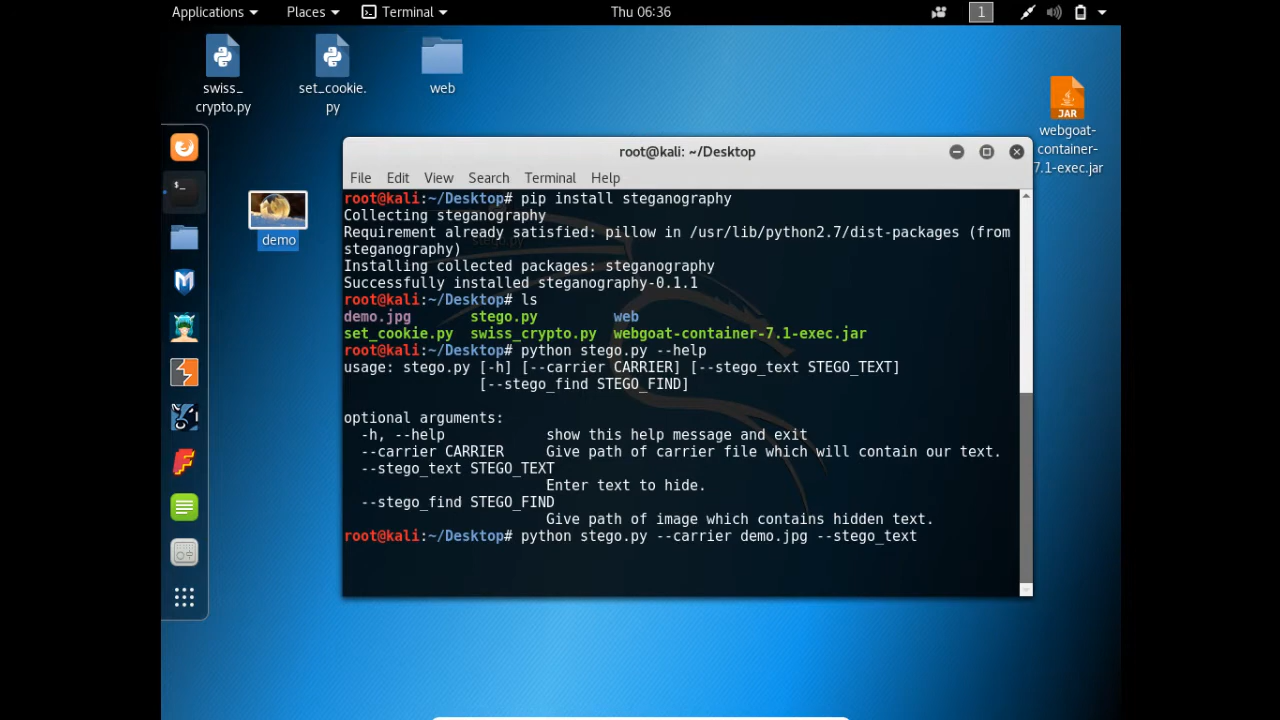 Applications Places Terminal Thu 06:36 1
swiss_
crypto.py
set_cookie.
py
web
JAR
webgoat-
container-
7.1-exec.jar
demo
root@kali: ~/Desktop
File Edit View Search Terminal Help
root@kali:~/Desktop# pip install steganography
Collecting steganography
Requirement already satisfied: pillow in /usr/lib/python2.7/dist-packages (from
steganography)
stego.py
Installing collected packages: steganography
Successfully installed steganography-0.1.1
root@kali:~/Desktop# ls
demo.jpg stego.py web
set_cookie.py swiss_crypto.py webgoat-container-7.1-exec.jar
root@kali:~/Desktop# python stego.py --help
usage: stego.py [-h] [--carrier CARRIER] [--stego_text STEGO_TEXT]
[--stego_find STEGO_FIND]
optional arguments:
-h, --help show this help message and exit
--carrier CARRIER Give path of carrier file which will contain our text.
--stego_text STEGO_TEXT
Enter text to hide.
--stego_find STEGO_FIND
Give path of image which contains hidden text.
root@kali:~/Desktop# python stego.py --carrier demo.jpg --stego_text